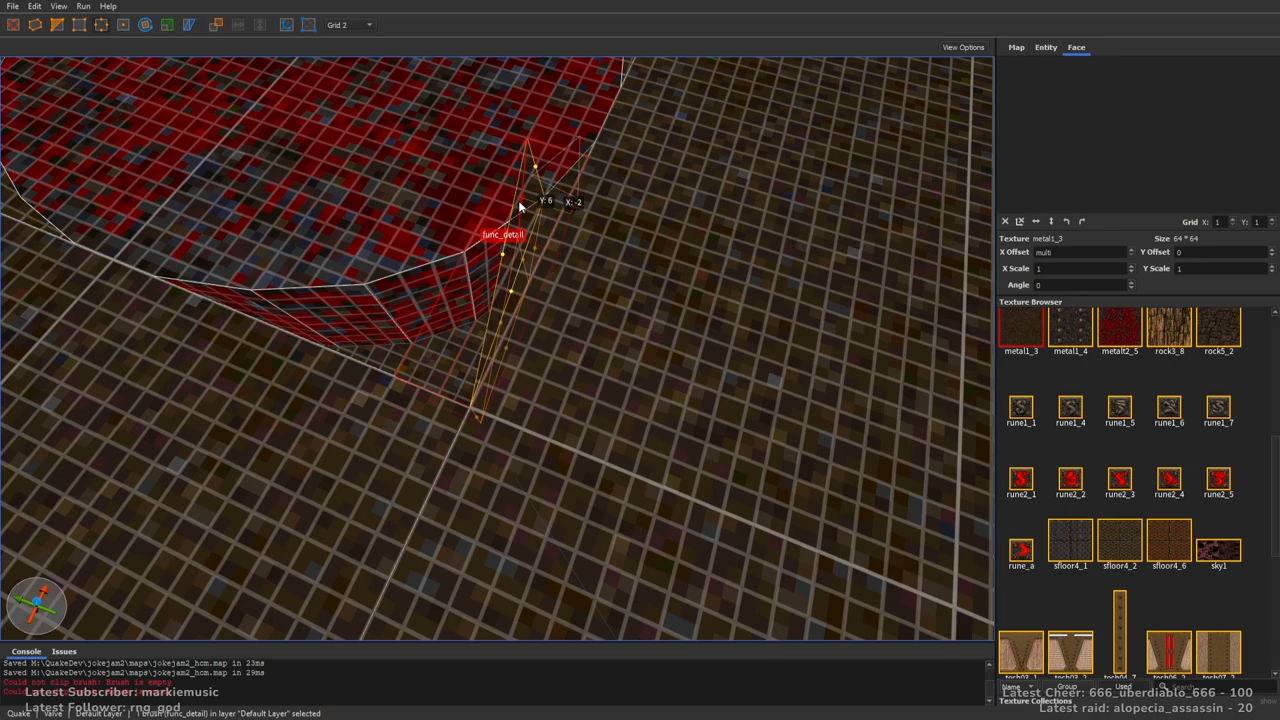 File Edit View Run Help
Grid 2
View Options
Map Entity Face
Y: 6 X: -2
func_detail
Grid X: 1 Y: 1
Texture metal1_3 Size 64 * 64
X Offset multi Y Offset 0
X Scale 1 Y Scale 1
Angle 0
Texture Browser
metal1_3 metal1_4 metalt2_5 rock3_8 rock5_2
rune1_1 rune1_4 rune1_5 rune1_6 rune1_7
rune2_1 rune2_2 rune2_3 rune2_4 rune2_5
rune_a sfloor4_1 sfloor4_2 sfloor4_6 sky1
Name Group Used Search
Texture Collections
Console Issues
Saved M:\QuakeDev\jokejam2\maps\jokejam2_hcm.map in 23ms
Saved M:\QuakeDev\jokejam2\maps\jokejam2_hcm.map in 29ms
Could not clip brush: Brush is empty
Latest Subscriber: markiemusic
Latest Follower: rng_god
Latest Cheer: 666_uberdiablo_666 - 100
Latest raid: alopecia_assassin - 20
Quake Valve Default Layer 1 brush (func_detail) in layer "Default Layer" selected